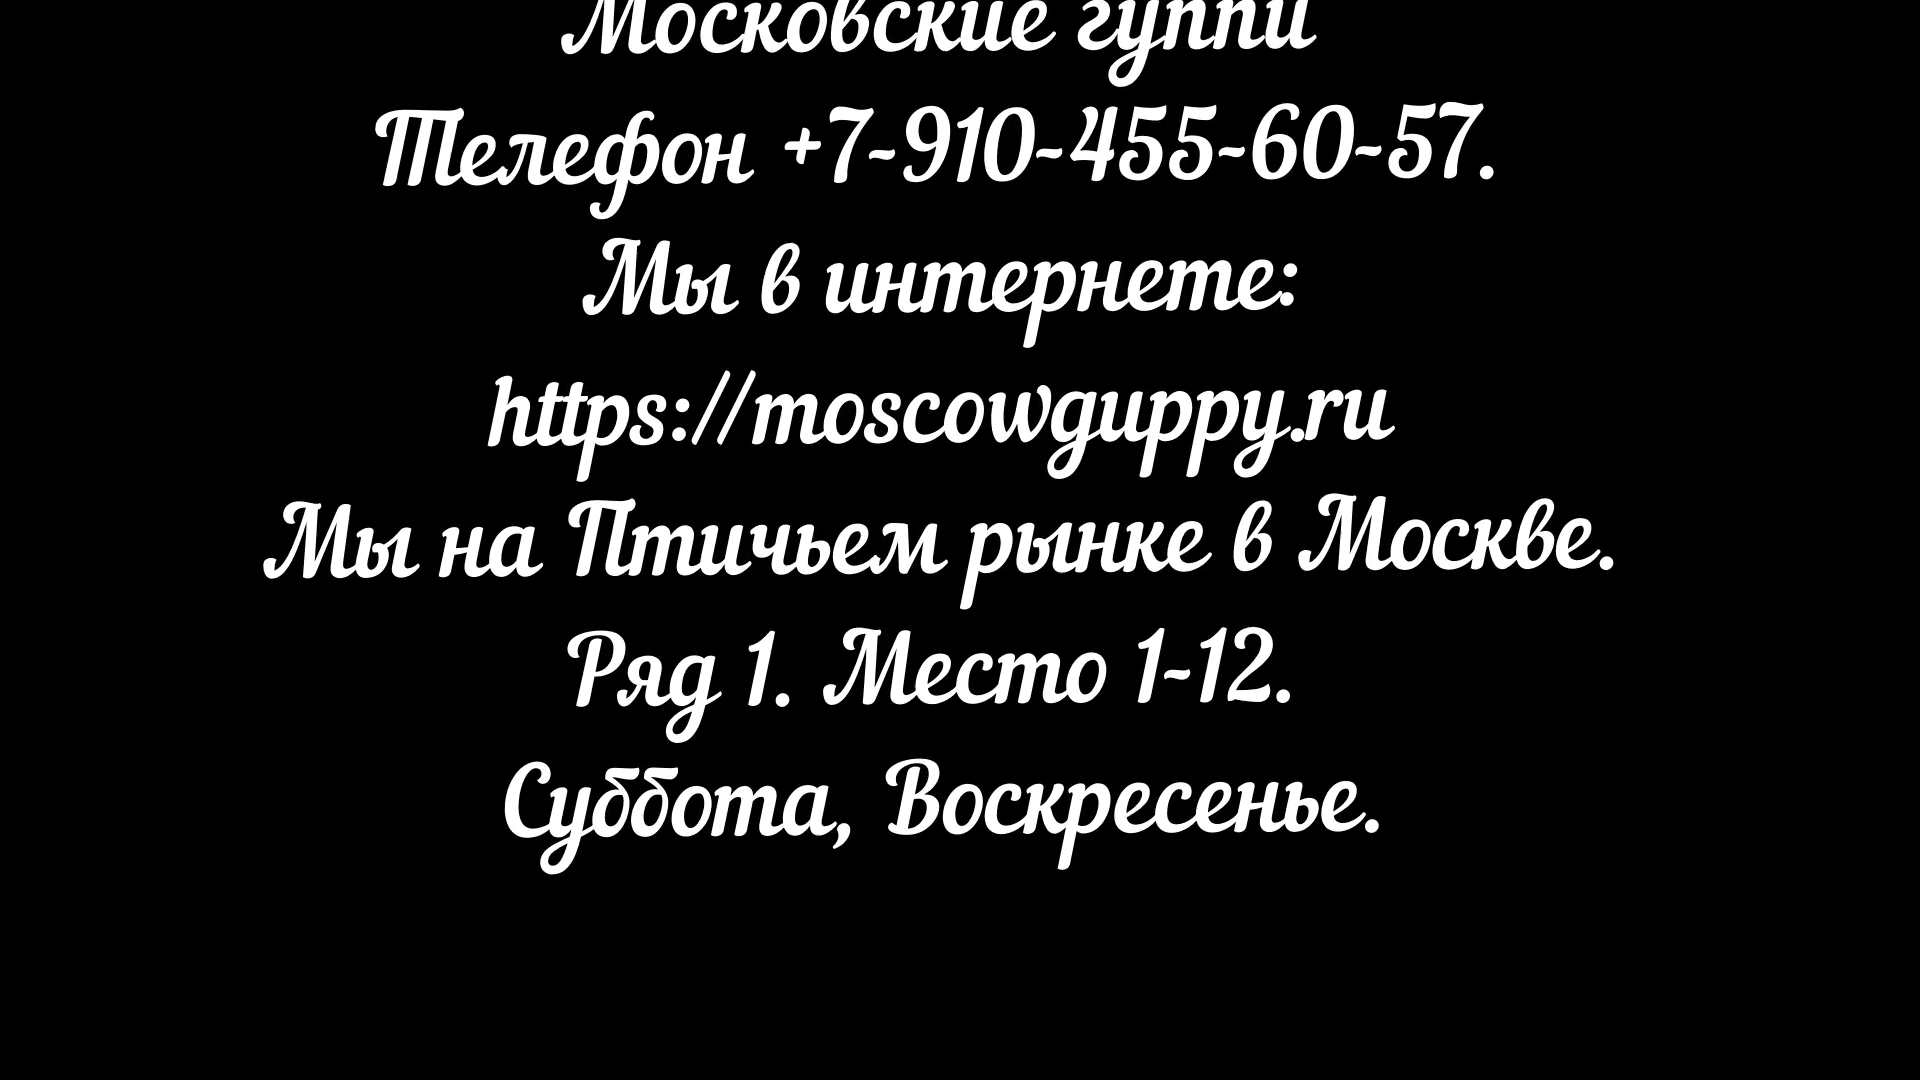 Московские гуппи
Телефон +7-910-455-60-57.
Мы в интернете:
https://moscowguppy.ru
Мы на Птичьем рынке в Москве.
Ряд 1. Место 1-12.
Суббота, Воскресенье.